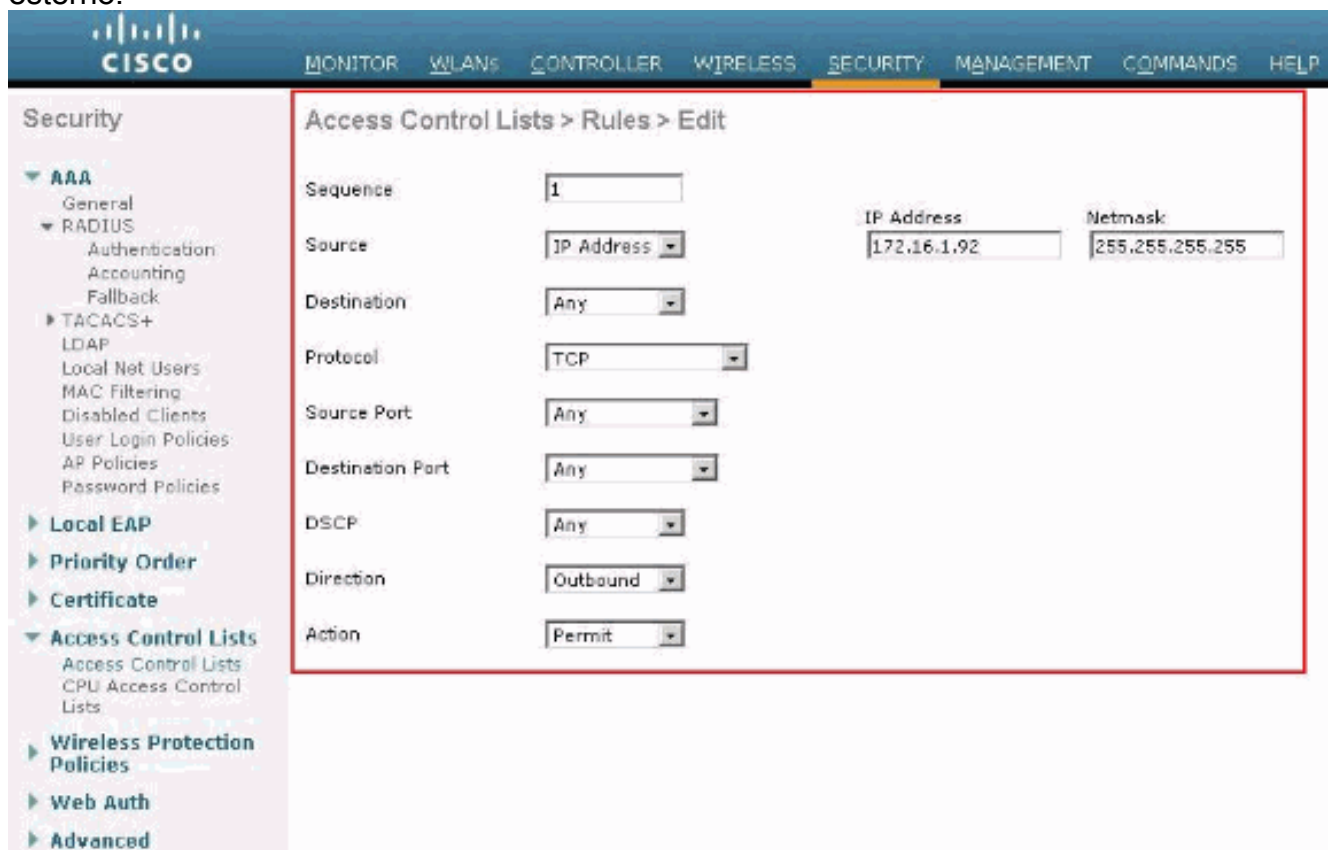 esterno.
CISCO
MONITOR WLANs CONTROLLER WIRELESS SECURITY MANAGEMENT COMMANDS HELP
Security
AAA
General
RADIUS
Authentication
Accounting
Fallback
TACACS+
LDAP
Local Net Users
MAC Filtering
Disabled Clients
User Login Policies
AP Policies
Password Policies
Local EAP
Priority Order
Certificate
Access Control Lists
Access Control Lists
CPU Access Control
Lists
Wireless Protection
Policies
Web Auth
Advanced
Access Control Lists > Rules > Edit
Sequence 1
IP Address Netmask
Source IP Address 172.16.1.92 255.255.255.255
Destination Any
Protocol TCP
Source Port Any
Destination Port Any
DSCP Any
Direction Outbound
Action Permit